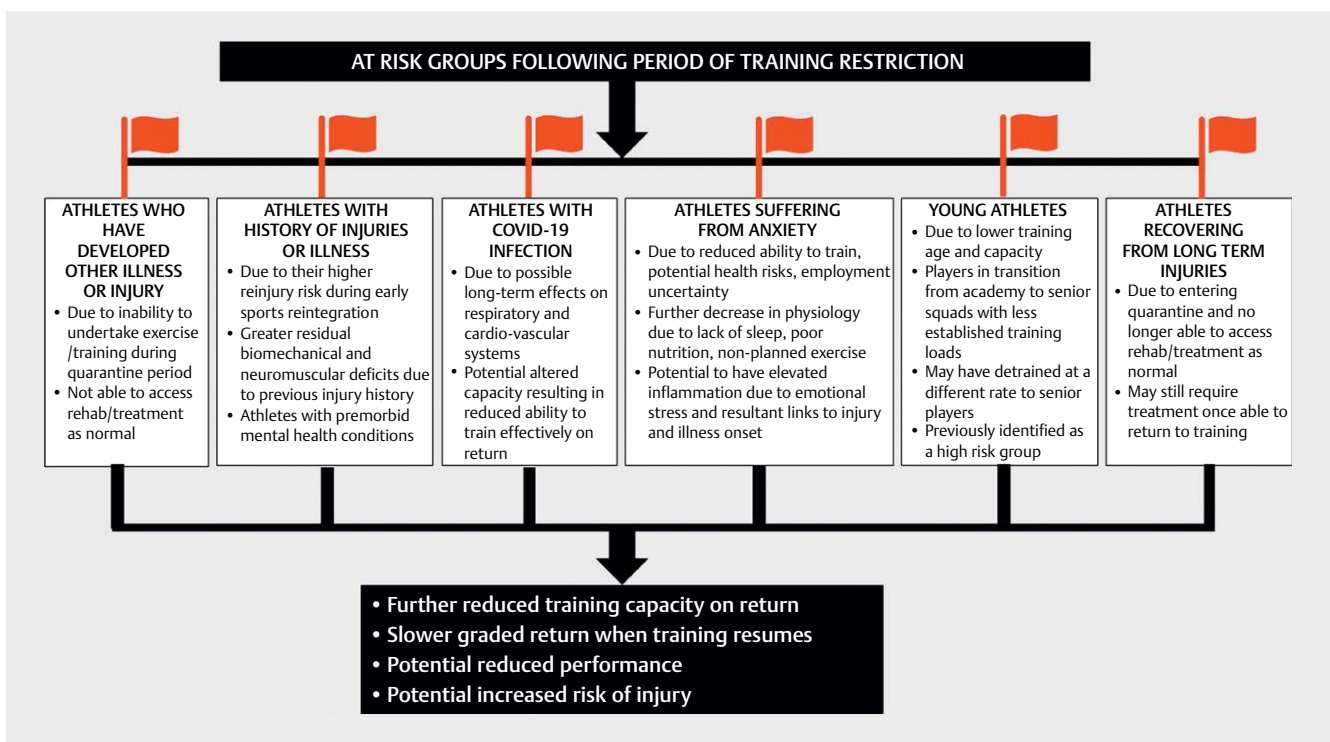 AT RISK GROUPS FOLLOWING PERIOD OF TRAINING RESTRICTION
ATHLETES WHO
HAVE
DEVELOPED
OTHER ILLNESS
OR INJURY
• Due to inability to
undertake exercise
/training during
quarantine period
• Not able to access
rehab/treatment
as normal
ATHLETES WITH
HISTORY OF INJURIES
OR ILLNESS
• Due to their higher
reinjury risk during early
sports reintegration
• Greater residual
biomechanical and
neuromuscular deficits due
to previous injury history
• Athletes with premorbid
mental health conditions
ATHLETES WITH
COVID-19
INFECTION
• Due to possible
long-term effects on
respiratory and
cardio-vascular
systems
• Potential altered
capacity resulting in
reduced ability to
train effectively on
return
ATHLETES SUFFERING
FROM ANXIETY
• Due to reduced ability to train,
potential health risks, employment
uncertainty
• Further decrease in physiology
due to lack of sleep, poor
nutrition, non-planned exercise
• Potential to have elevated
inflammation due to emotional
stress and resultant links to injury
and illness onset
YOUNG ATHLETES
• Due to lower training
age and capacity
• Players in transition
from academy to senior
squads with less
established training
loads
• May have detrained at a
different rate to senior
players
• Previously identified as
a high risk group
ATHLETES
RECOVERING
FROM LONG TERM
INJURIES
• Due to entering
quarantine and no
longer able to access
rehab/treatment as
normal
• May still require
treatment once able to
return to training
• Further reduced training capacity on return
• Slower graded return when training resumes
• Potential reduced performance
• Potential increased risk of injury